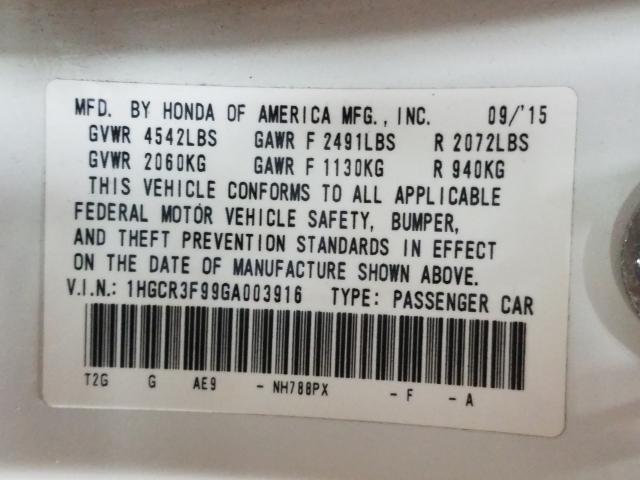 MFD. BY HONDA OF AMERICA MFG., INC. 09/'15
GVWR 4542LBS GAWR F 2491LBS R 2072LBS
GVWR 2060KG GAWR F 1130KG R 940KG
THIS VEHICLE CONFORMS TO ALL APPLICABLE
FEDERAL MOTOR VEHICLE SAFETY, BUMPER,
AND THEFT PREVENTION STANDARDS IN EFFECT
ON THE DATE OF MANUFACTURE SHOWN ABOVE.
V.I.N.: 1HGCR3F99GA003916 TYPE: PASSENGER CAR
T2G G AE9 - NH788PX - F - A